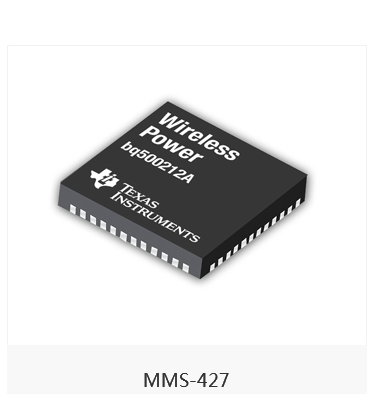 Wireless
Power
bq500212A
TEXAS
INSTRUMENTS
MMS-427